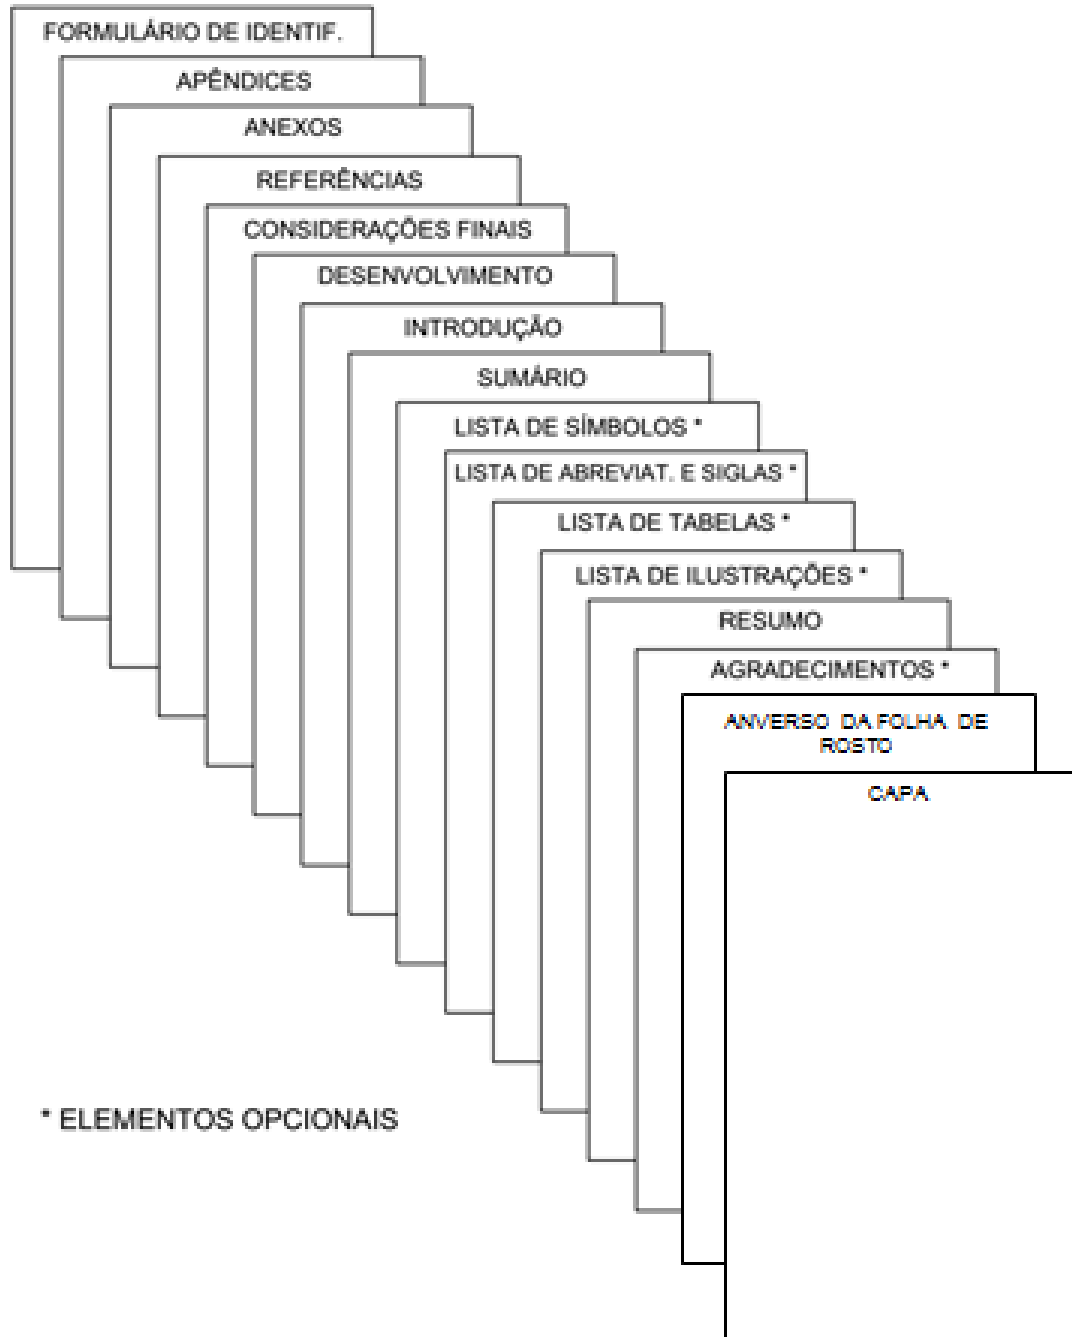 FORMULÁRIO DE IDENTIF.
APÊNDICES
ANEXOS
REFERÊNCIAS
CONSIDERAÇÕES FINAIS
DESENVOLVIMENTO
INTRODUÇÃO
SUMÁRIO
LISTA DE SÍMBOLOS *
LISTA DE ABREVIAT. E SIGLAS *
LISTA DE TABELAS *
LISTA DE ILUSTRAÇÕES *
RESUMO
AGRADECIMENTOS *
ANVERSO DA FOLHA DE
ROSTO
CAPA
* ELEMENTOS OPCIONAIS